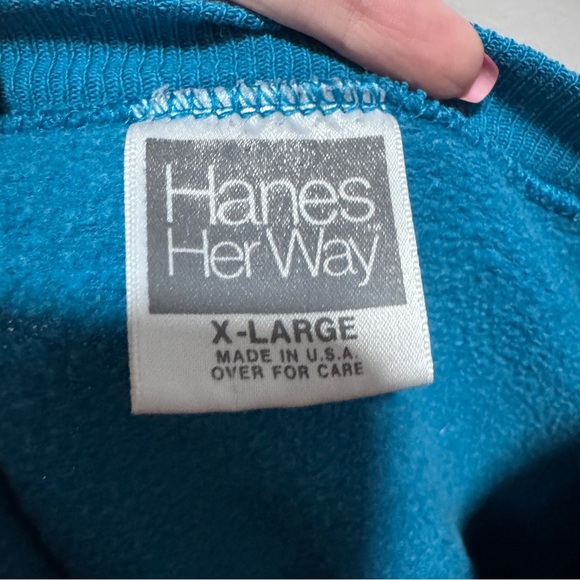 Hanes
Her Way
X-LARGE
MADE IN U.S.A.
OVER FOR CARE